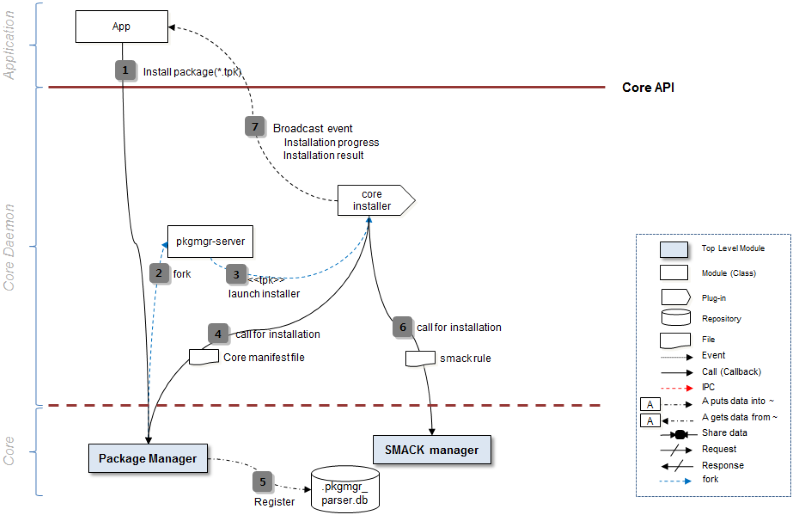 Application
App
1
Install package(*.tpk)
Core API
7
Broadcast event
Installation progress
Installation result
Core Daemon
core
installer
pkgmgr-server
2
fork
3
<<tpk>>
launch installer
4
call for installation
Core manifest file
6
call for installation
smack rule
Core
Package Manager
SMACK manager
5
Register
.pkgmgr_
parser.db
Top Level Module
Module (Class)
Plug-in
Repository
File
Event
Call (Callback)
IPC
A
A puts data into ~
A
A gets data from ~
Share data
Request
Response
fork